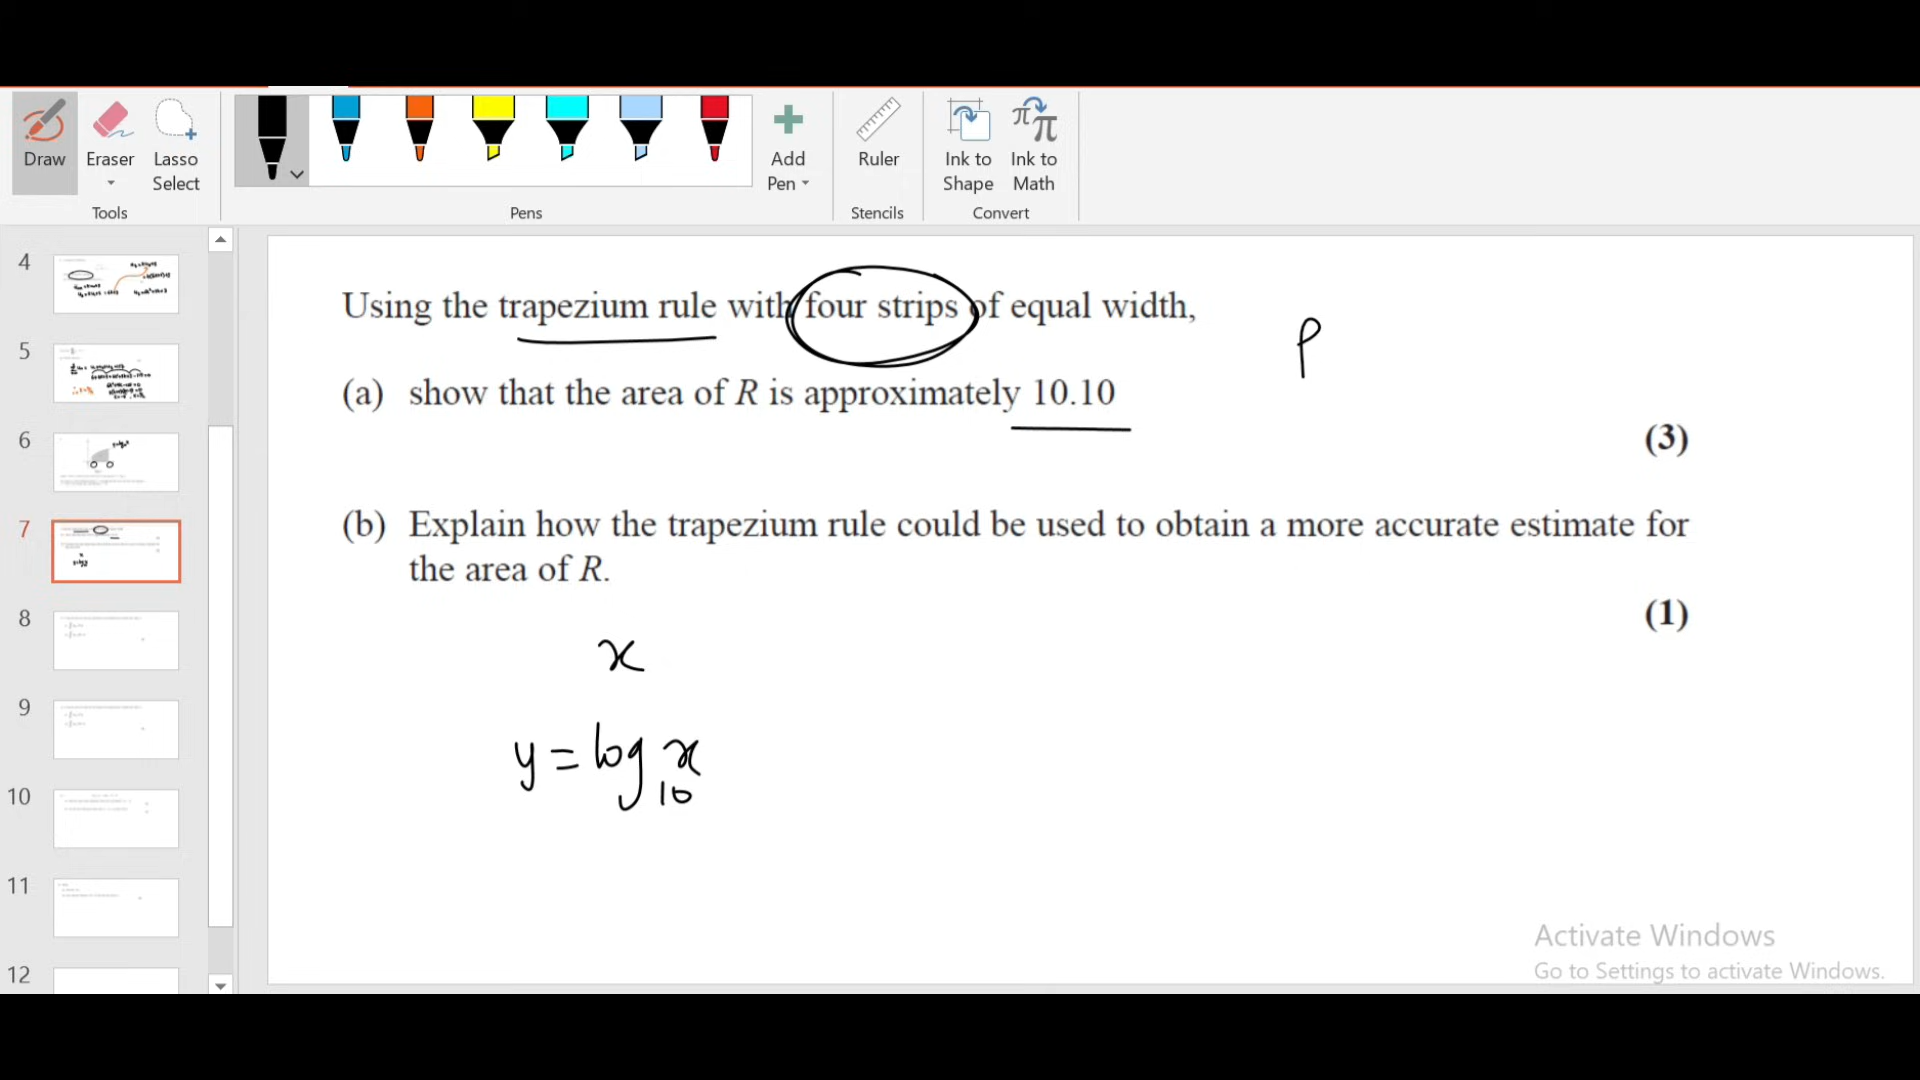 Draw
Eraser
Lasso
Select
Tools
Pens
Add
Pen
Ruler
Stencils
Ink to
Shape
Ink to
Math
Convert
4
5
6
7
8
9
10
11
12
Using the trapezium rule with four strips of equal width,
(a) show that the area of R is approximately 10.10
(3)
(b) Explain how the trapezium rule could be used to obtain a more accurate estimate for
the area of R.
(1)
x
y = log₁₀ x
Activate Windows
Go to Settings to activate Windows.